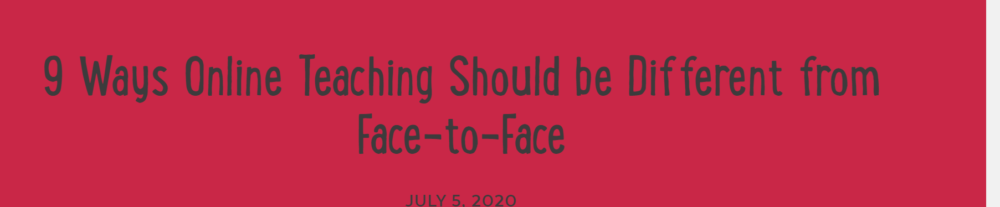 9 Ways Online Teaching Should be Different from
Face-to-Face
JULY 5, 2020